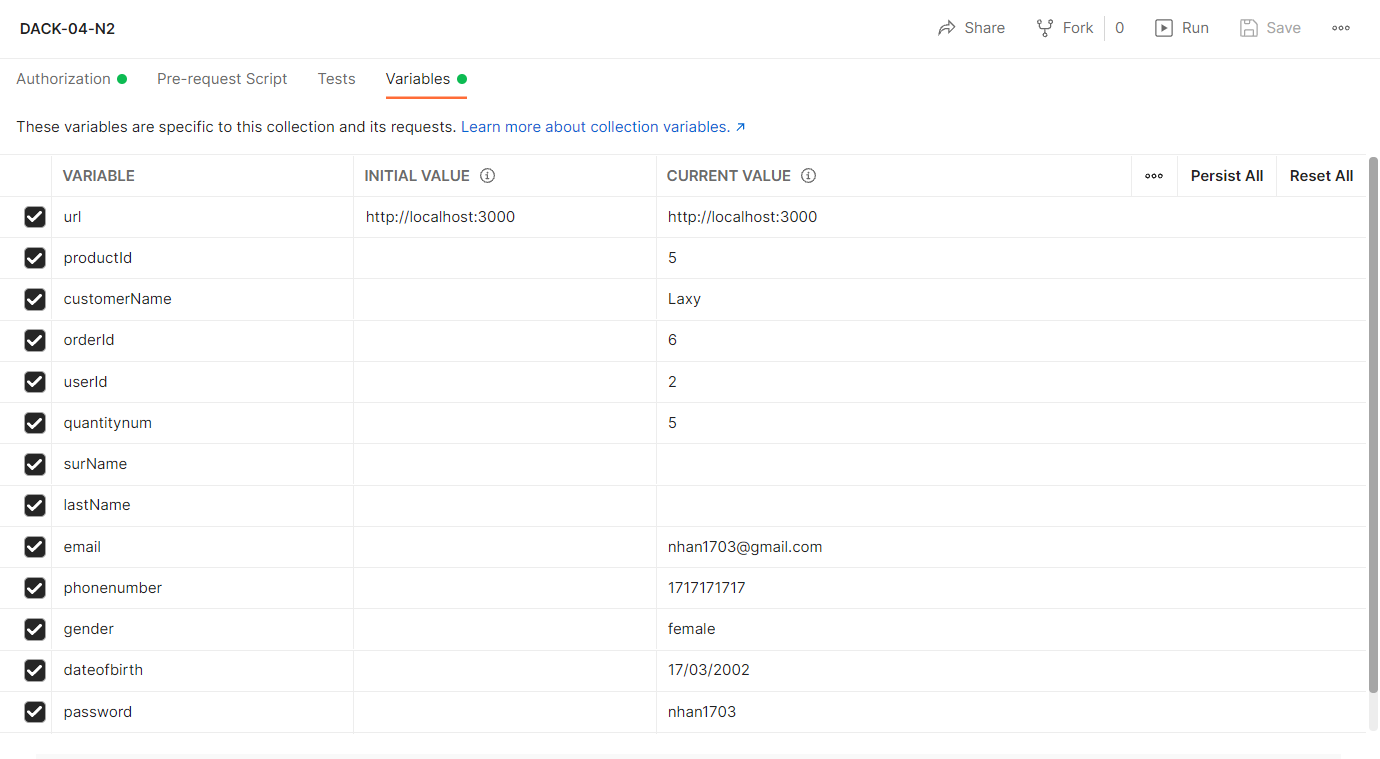 DACK-04-N2 Share Fork 0 Run Save
Authorization Pre-request Script Tests Variables
These variables are specific to this collection and its requests. Learn more about collection variables. ↗
VARIABLE INITIAL VALUE CURRENT VALUE Persist All Reset All
url http://localhost:3000 http://localhost:3000
productId 5
customerName Laxy
orderId 6
userId 2
quantitynum 5
surName
lastName
email nhan1703@gmail.com
phonenumber 1717171717
gender female
dateofbirth 17/03/2002
password nhan1703